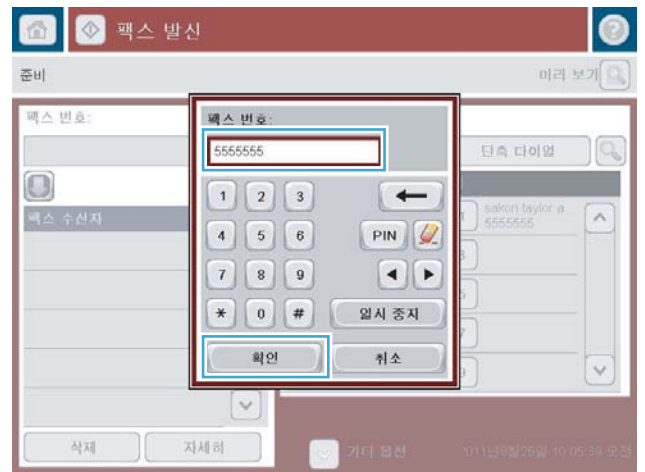 팩스 발신
준비
미리 보기
팩스 번호:
단축 다이얼
팩스 수신자
sakon taylor a
5555555
삭제
자세히
기타 옵션
팩스 번호:
5555555
1 2 3
4 5 6 PIN
7 8 9
* 0 # 일시 중지
확인 취소